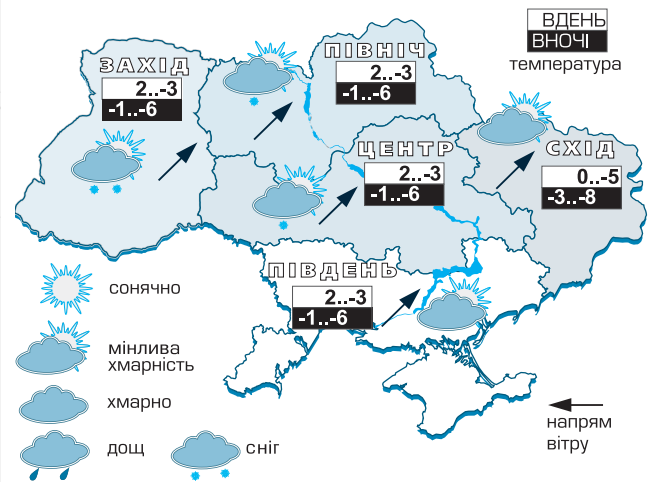 ВДЕНЬ
ВНОЧІ
температура
ПІВНІЧ
2..-3
-1..-6
ЗАХІД
2..-3
-1..-6
ЦЕНТР
2..-3
-1..-6
СХІД
0..-5
-3..-8
ПІВДЕНЬ
2..-3
-1..-6
сонячно
мінлива
хмарність
хмарно
дощ
сніг
напрям
вітру